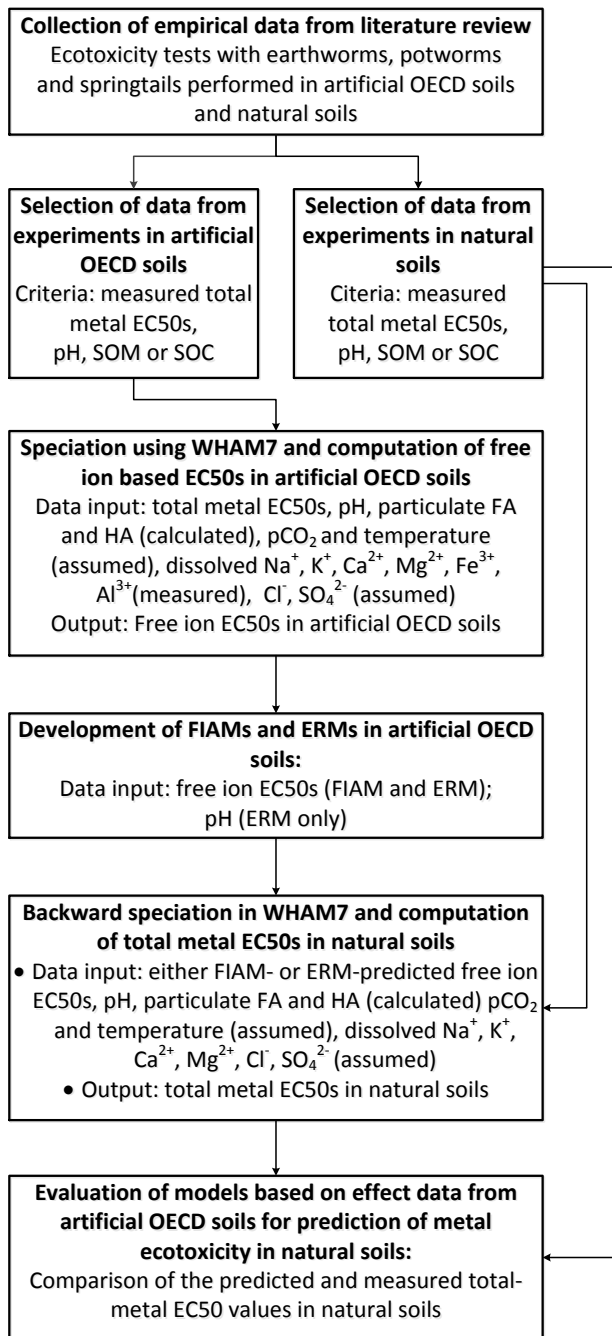 Collection of empirical data from literature review
Ecotoxicity tests with earthworms, potworms
and springtails performed in artificial OECD soils
and natural soils
Selection of data from
experiments in artificial
OECD soils
Criteria: measured total
metal EC50s,
pH, SOM or SOC
Selection of data from
experiments in natural
soils
Citeria: measured
total metal EC50s,
pH, SOM or SOC
Speciation using WHAM7 and computation of free
ion based EC50s in artificial OECD soils
Data input: total metal EC50s, pH, particulate FA
and HA (calculated), pCO₂ and temperature
(assumed), dissolved Na⁺, K⁺, Ca²⁺, Mg²⁺, Fe³⁺,
Al³⁺(measured), Cl⁻, SO₄²⁻ (assumed)
Output: Free ion EC50s in artificial OECD soils
Development of FIAMs and ERMs in artificial OECD
soils:
Data input: free ion EC50s (FIAM and ERM);
pH (ERM only)
Backward speciation in WHAM7 and computation
of total metal EC50s in natural soils
• Data input: either FIAM- or ERM-predicted free ion
EC50s, pH, particulate FA and HA (calculated) pCO₂
and temperature (assumed), dissolved Na⁺, K⁺,
Ca²⁺, Mg²⁺, Cl⁻, SO₄²⁻ (assumed)
• Output: total metal EC50s in natural soils
Evaluation of models based on effect data from
artificial OECD soils for prediction of metal
ecotoxicity in natural soils:
Comparison of the predicted and measured total-
metal EC50 values in natural soils